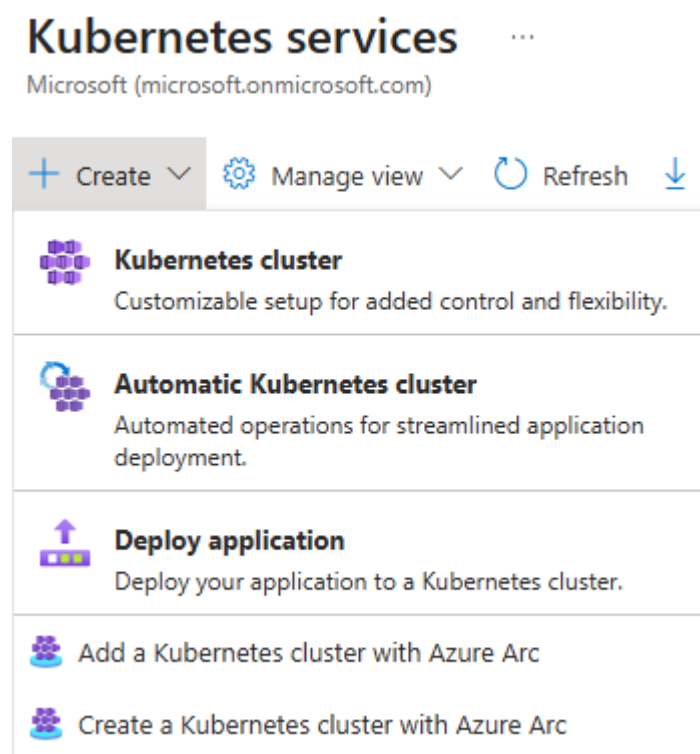 Kubernetes services ...
Microsoft (microsoft.onmicrosoft.com)
Create Manage view Refresh
Kubernetes cluster
Customizable setup for added control and flexibility.
Automatic Kubernetes cluster
Automated operations for streamlined application
deployment.
Deploy application
Deploy your application to a Kubernetes cluster.
Add a Kubernetes cluster with Azure Arc
Create a Kubernetes cluster with Azure Arc